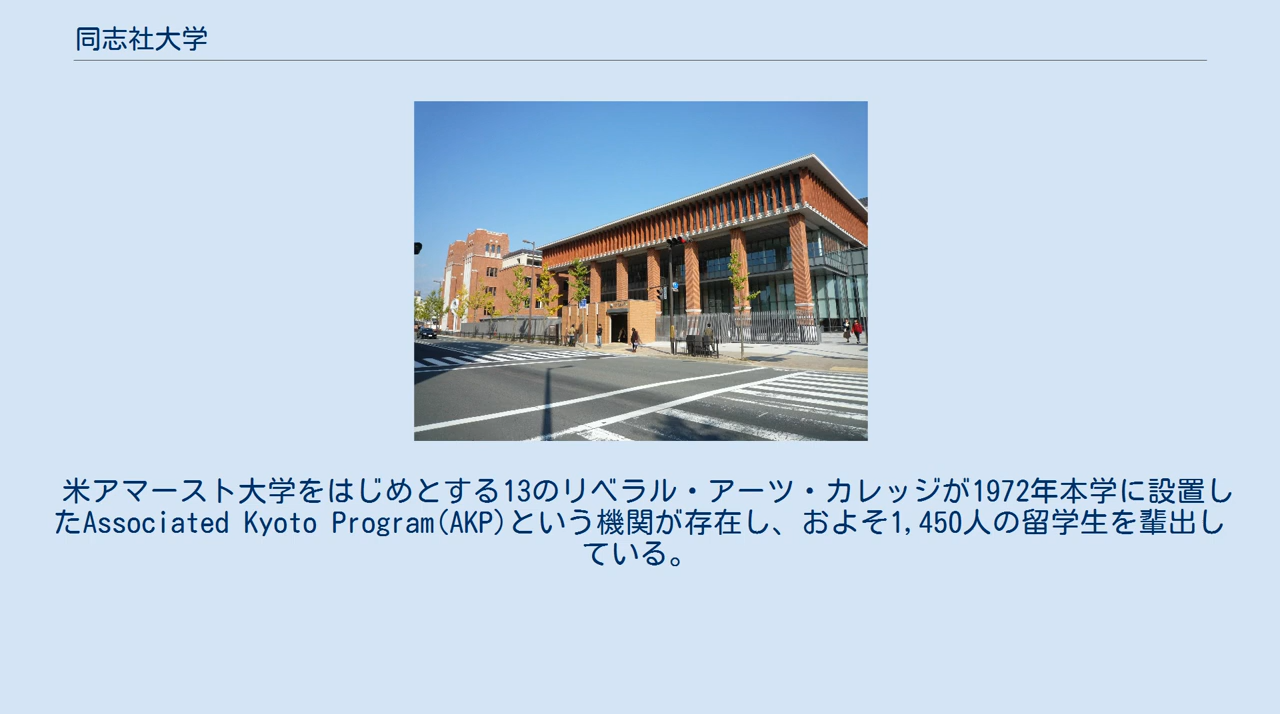 同志社大学
米アマースト大学をはじめとする13のリベラル・アーツ・カレッジが1972年本学に設置し
たAssociated Kyoto Program(AKP)という機関が存在し、およそ1,450人の留学生を輩出し
ている。